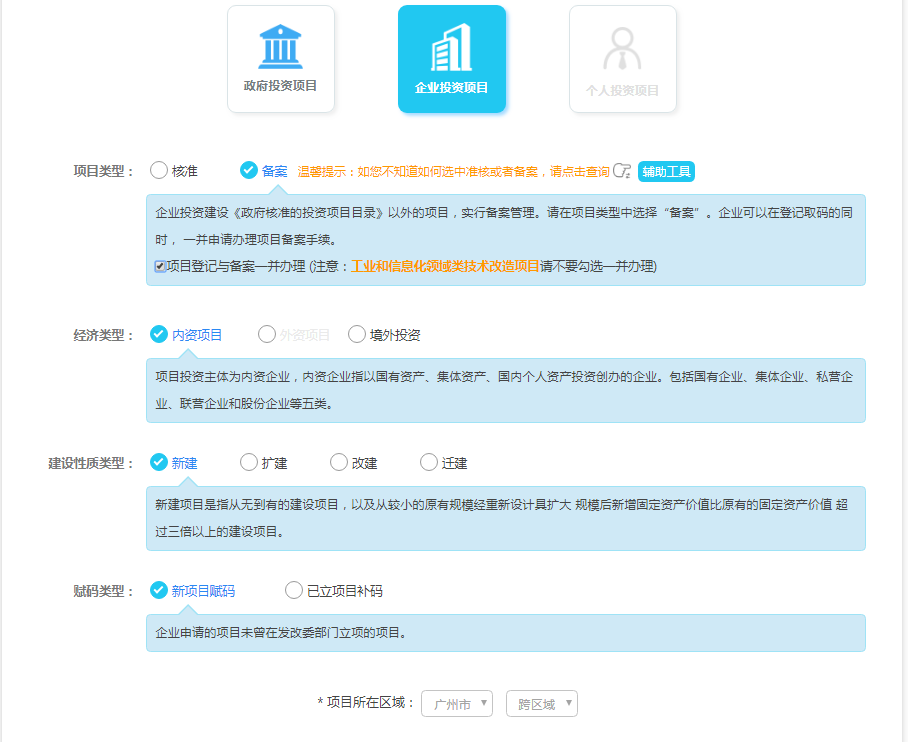 政府投资项目 企业投资项目 个人投资项目
项目类型： 核准 备案 温馨提示：如您不知道如何选中准核或者备案，请点击查询 辅助工具
企业投资建设《政府核准的投资项目目录》以外的项目，实行备案管理。请在项目类型中选择“备案”。企业可以在登记取码的同
时，一并申请办理项目备案手续。
项目登记与备案一并办理 (注意：工业和信息化领域类技术改造项目请不要勾选一并办理)
经济类型： 内资项目 外资项目 境外投资
项目投资主体为内资企业，内资企业指以国有资产、集体资产、国内个人资产投资创办的企业。包括国有企业、集体企业、私营企
业、联营企业和股份企业等五类。
建设性质类型： 新建 扩建 改建 迁建
新建项目是指从无到有的建设项目，以及从较小的原有规模经重新设计具扩大 规模后新增固定资产价值比原有的固定资产价值 超
过三倍以上的建设项目。
赋码类型： 新项目赋码 已立项目补码
企业申请的项目未曾在发改委部门立项的项目。
* 项目所在区域： 广州市 跨区域